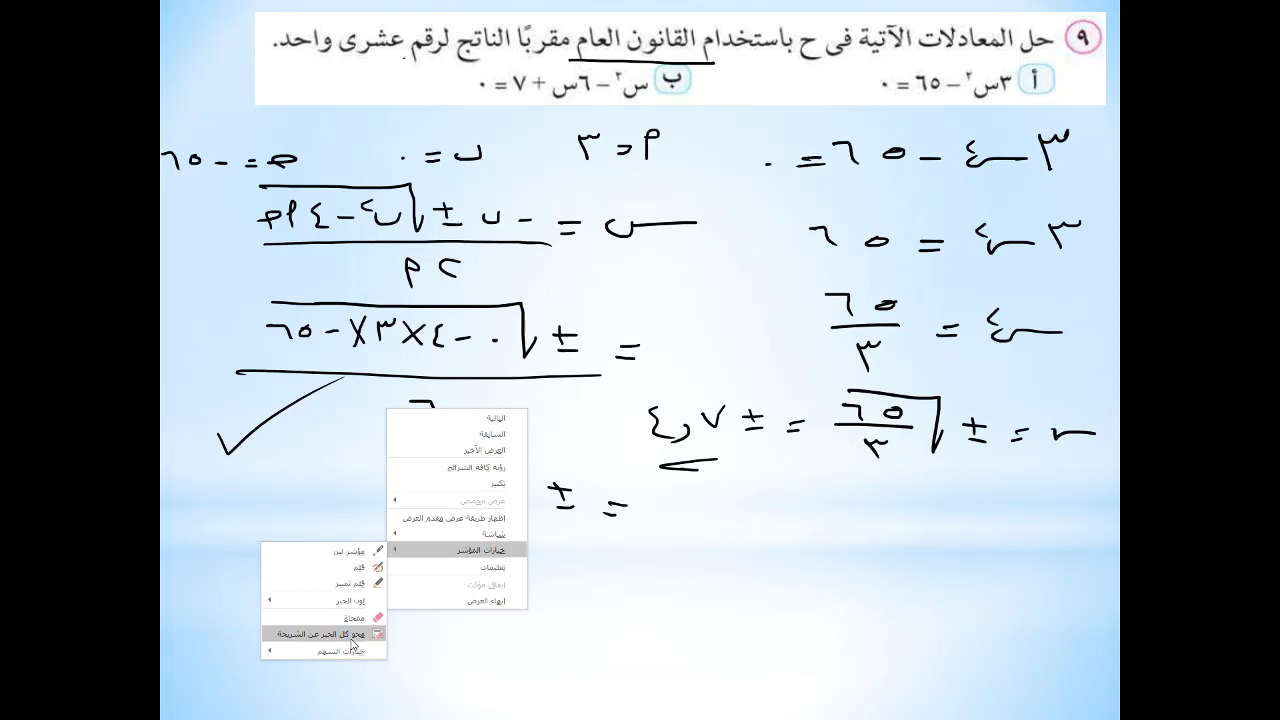 ٩ حل المعادلات الآتية فى ح باستخدام القانون العام مقربًا الناتج لرقم عشرى واحد.
أ ٣س٢ – ٦٥ = ٠
ب س٢ – ٦س + ٧ = ٠
٣س٢ – ٦٥ = ٠
٣س٢ = ٦٥
س٢ = ٦٥/٣
س = ± √(٦٥/٣) = ± ٤٫٧
أ = ٣ ب = ٠ ج = – ٦٥
س = (– ب ± √(ب٢ – ٤أج)) / ٢أ
= ± √(٠ – ٤ × ٣ × – ٦٥) / ٦
= ±
التالية
السابقة
العرض الأخير
رؤية كافة الشرائح
تكبير
عرض مخصص
إظهار طريقة عرض مقدم العرض
شاشة
خيارات المؤشر
تعليمات
إيقاف مؤقت
إنهاء العرض
مؤشر ليزر
قلم
قلم تمييز
لون الحبر
ممحاة
محو كل الحبر عن الشريحة
خيارات السهم